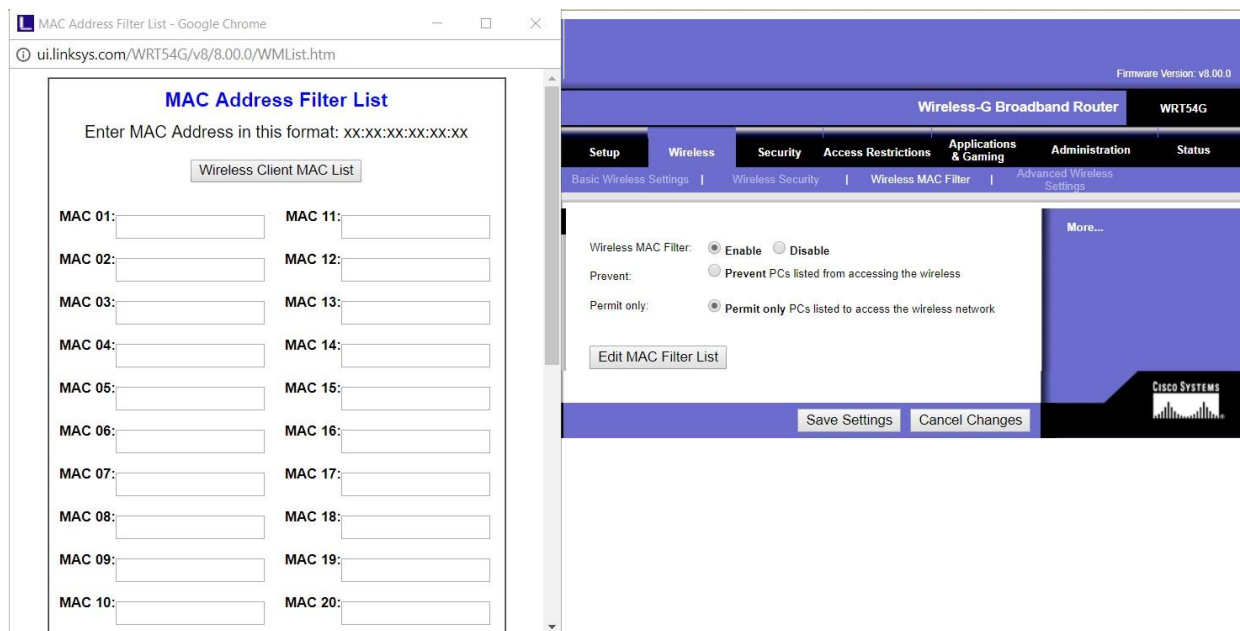 MAC Address Filter List - Google Chrome
ui.linksys.com/WRT54G/v8/8.00.0/WMList.htm
MAC Address Filter List
Enter MAC Address in this format: xx:xx:xx:xx:xx:xx
Wireless Client MAC List
MAC 01: MAC 11:
MAC 02: MAC 12:
MAC 03: MAC 13:
MAC 04: MAC 14:
MAC 05: MAC 15:
MAC 06: MAC 16:
MAC 07: MAC 17:
MAC 08: MAC 18:
MAC 09: MAC 19:
MAC 10: MAC 20:
Firmware Version: v8.00.0
Wireless-G Broadband Router WRT54G
Setup Wireless Security Access Restrictions Applications & Gaming Administration Status
Basic Wireless Settings | Wireless Security | Wireless MAC Filter | Advanced Wireless Settings
More...
Wireless MAC Filter: Enable Disable
Prevent: Prevent PCs listed from accessing the wireless
Permit only: Permit only PCs listed to access the wireless network
Edit MAC Filter List
CISCO SYSTEMS
Save Settings Cancel Changes